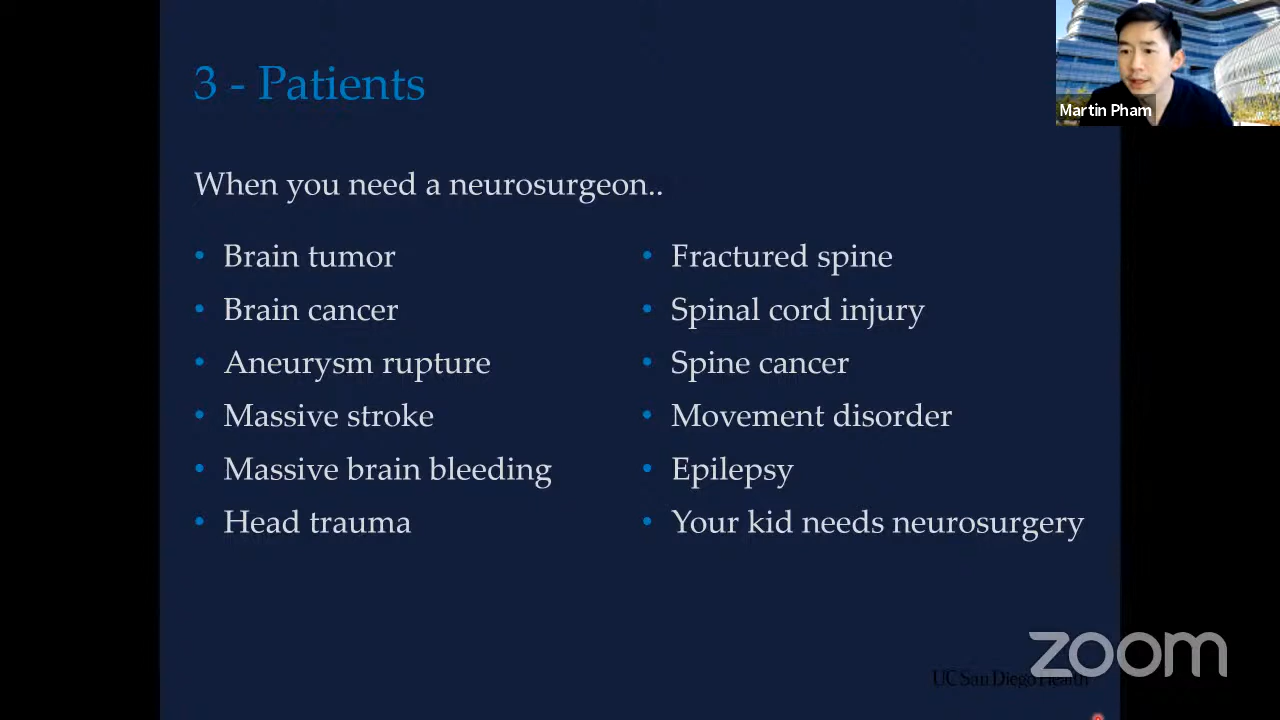 3 - Patients
Martin Pham
When you need a neurosurgeon..
• Brain tumor
• Brain cancer
• Aneurysm rupture
• Massive stroke
• Massive brain bleeding
• Head trauma
• Fractured spine
• Spinal cord injury
• Spine cancer
• Movement disorder
• Epilepsy
• Your kid needs neurosurgery
zoom
UC San Diego Health